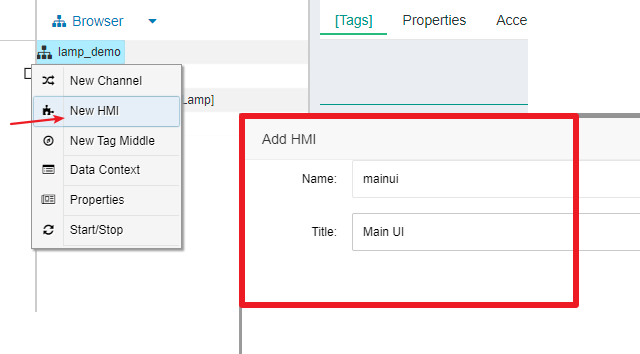 Browser
[Tags] Properties Acce
lamp_demo
New Channel
New HMI
Lamp]
New Tag Middle
Data Context
Properties
Start/Stop
Add HMI
Name: mainui
Title: Main UI